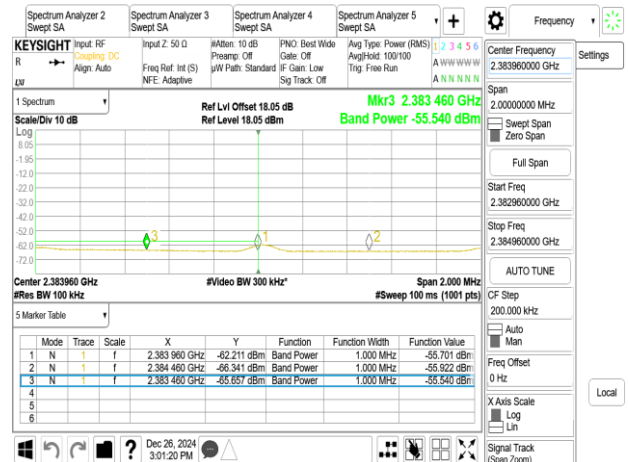 Spectrum Analyzer 2
Swept SA
Spectrum Analyzer 3
Swept SA
Spectrum Analyzer 4
Swept SA
Spectrum Analyzer 5
Swept SA
+
Frequency
KEYSIGHT
R
Input: RF
Coupling: DC
Align: Auto
Input Z: 50 Ω
Freq Ref: Int (S)
NFE: Adaptive
#Atten: 10 dB
Preamp: Off
µW Path: Standard
PNO: Best Wide
Gate: Off
IF Gain: Low
Sig Track: Off
Avg Type: Power (RMS)
Avg|Hold: 100/100
Trig: Free Run
1 2 3 4 5 6
A W W W W W
A N N N N N
1 Spectrum
Scale/Div 10 dB
Ref Lvl Offset 18.05 dB
Ref Level 18.05 dBm
Mkr3 2.383 460 GHz
Band Power -55.540 dBm
Log
8.05
-1.95
-12.0
-22.0
-32.0
-42.0
-52.0
-62.0
-72.0
3
1
2
Center 2.383960 GHz
#Video BW 300 kHz*
Span 2.000 MHz
#Res BW 100 kHz
#Sweep 100 ms (1001 pts)
5 Marker Table
Mode Trace Scale X Y Function Function Width Function Value
1 N 1 f 2.383 960 GHz -62.211 dBm Band Power 1.000 MHz -55.701 dBm
2 N 1 f 2.384 460 GHz -66.341 dBm Band Power 1.000 MHz -55.922 dBm
3 N 1 f 2.383 460 GHz -65.657 dBm Band Power 1.000 MHz -55.540 dBm
4
5
6
?
Dec 26, 2024
3:01:20 PM
Center Frequency
2.383960000 GHz
Settings
Span
2.00000000 MHz
Swept Span
Zero Span
Full Span
Start Freq
2.382960000 GHz
Stop Freq
2.384960000 GHz
AUTO TUNE
CF Step
200.000 kHz
Auto
Man
Freq Offset
0 Hz
X Axis Scale
Log
Lin
Local
Signal Track
(Span Zoom)